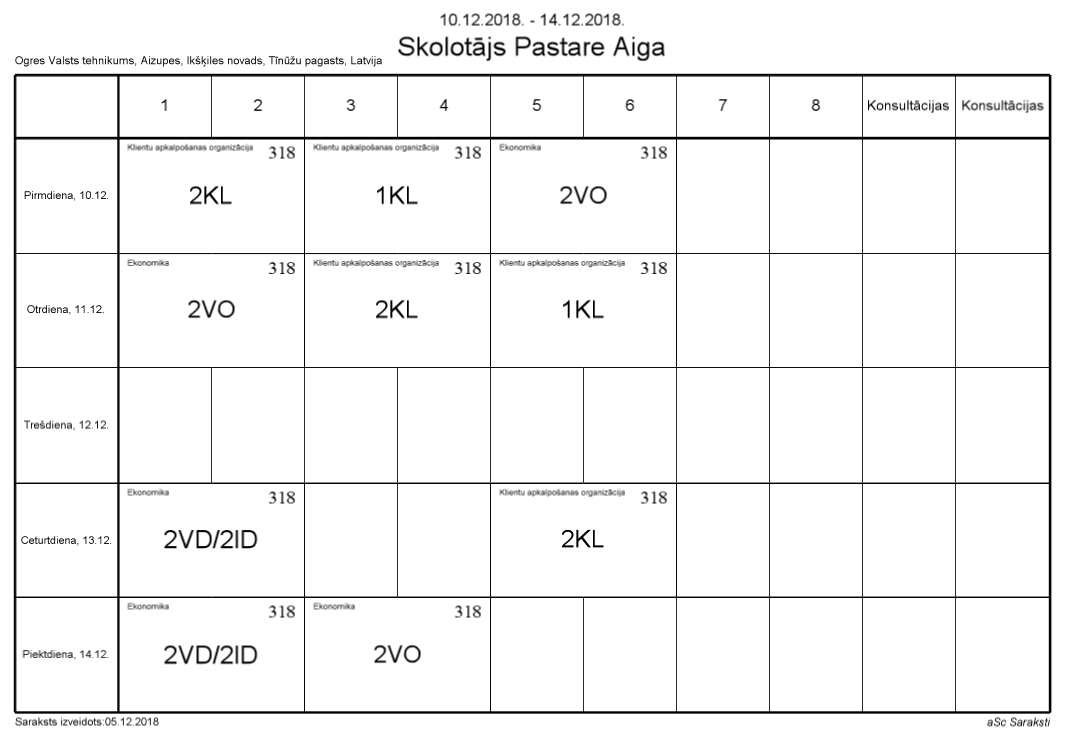 10.12.2018. - 14.12.2018.
Skolotājs Pastare Aiga
Ogres Valsts tehnikums, Aizupes, Ikšķiles novads, Tīnūžu pagasts, Latvija
1 2 3 4 5 6 7 8 Konsultācijas Konsultācijas
Klientu apkalpošanas organizācija 318 Klientu apkalpošanas organizācija 318 Ekonomika 318
Pirmdiena, 10.12. 2KL 1KL 2VO
Ekonomika 318 Klientu apkalpošanas organizācija 318 Klientu apkalpošanas organizācija 318
Otrdiena, 11.12. 2VO 2KL 1KL
Trešdiena, 12.12.
Ekonomika 318 Klientu apkalpošanas organizācija 318
Ceturtdiena, 13.12. 2VD/2ID 2KL
Ekonomika 318 Ekonomika 318
Piektdiena, 14.12. 2VD/2ID 2VO
Saraksts izveidots:05.12.2018 aSc Saraksti